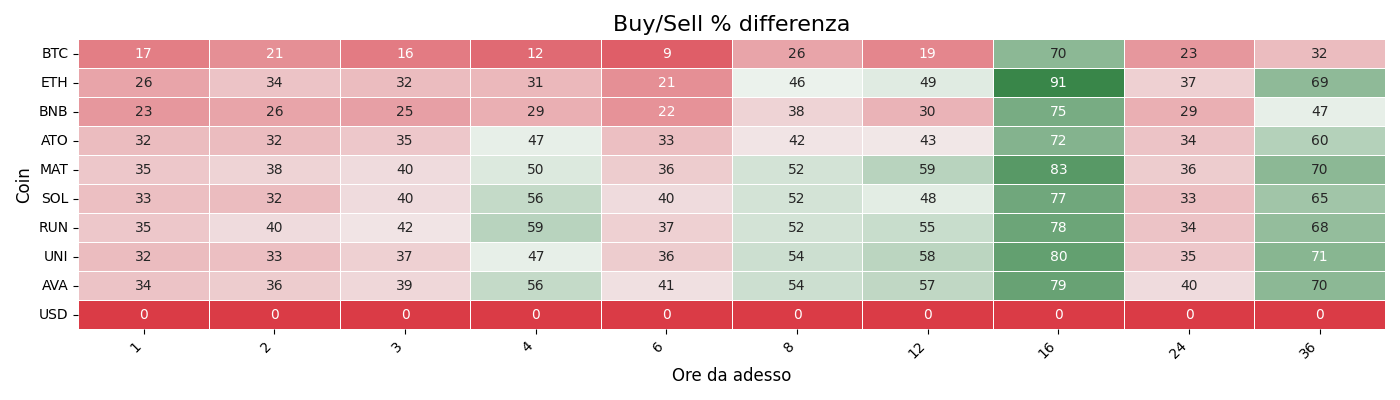 Buy/Sell % differenza
Coin
BTC 17 21 16 12 9 26 19 70 23 32
ETH 26 34 32 31 21 46 49 91 37 69
BNB 23 26 25 29 22 38 30 75 29 47
ATO 32 32 35 47 33 42 43 72 34 60
MAT 35 38 40 50 36 52 59 83 36 70
SOL 33 32 40 56 40 52 48 77 33 65
RUN 35 40 42 59 37 52 55 78 34 68
UNI 32 33 37 47 36 54 58 80 35 71
AVA 34 36 39 56 41 54 57 79 40 70
USD 0 0 0 0 0 0 0 0 0 0
1 2 3 4 6 8 12 16 24 36
Ore da adesso